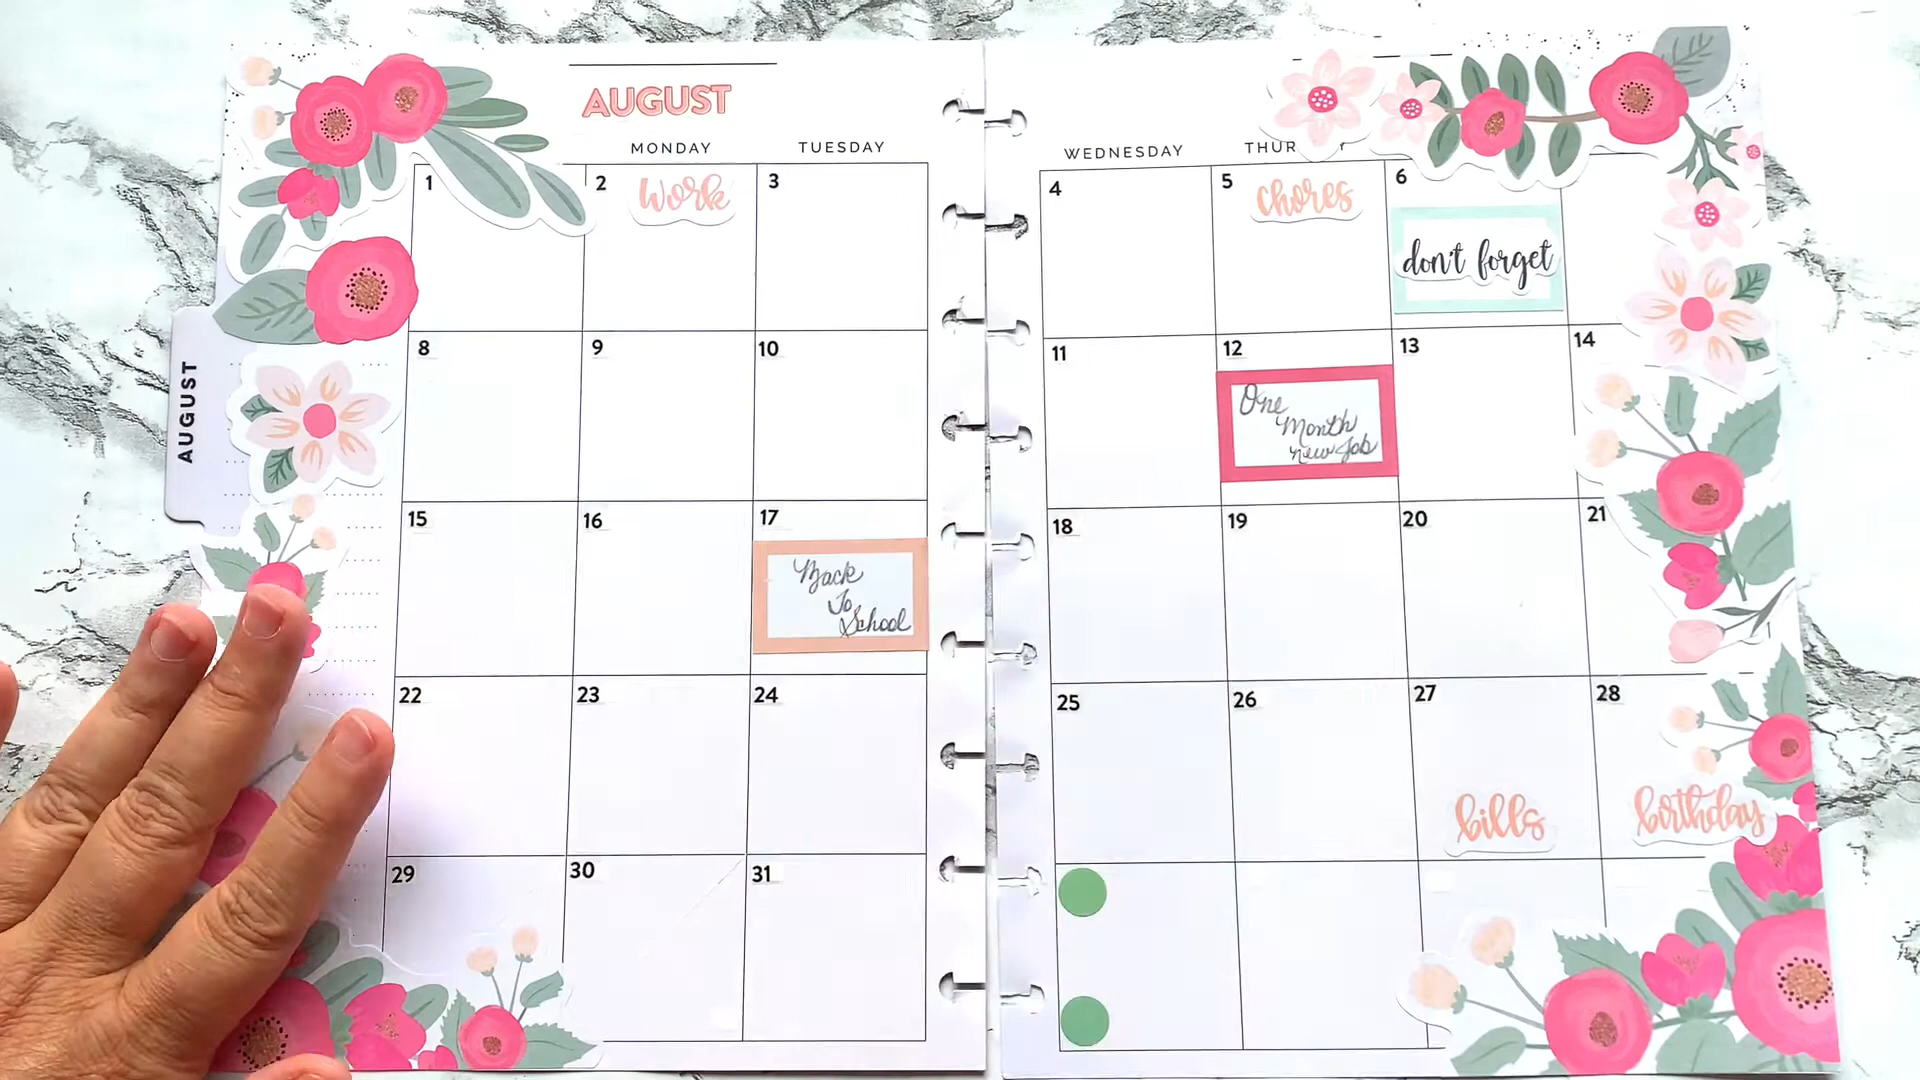 AUGUST
MONDAY TUESDAY WEDNESDAY
1 2 work 3 4 5 chores 6
don't forget
8 9 10 11 12 13 14
One
Month
new Job
AUGUST
15 16 17 18 19 20 21
Back
To
School
22 23 24 25 26 27 28
bills birthday
29 30 31